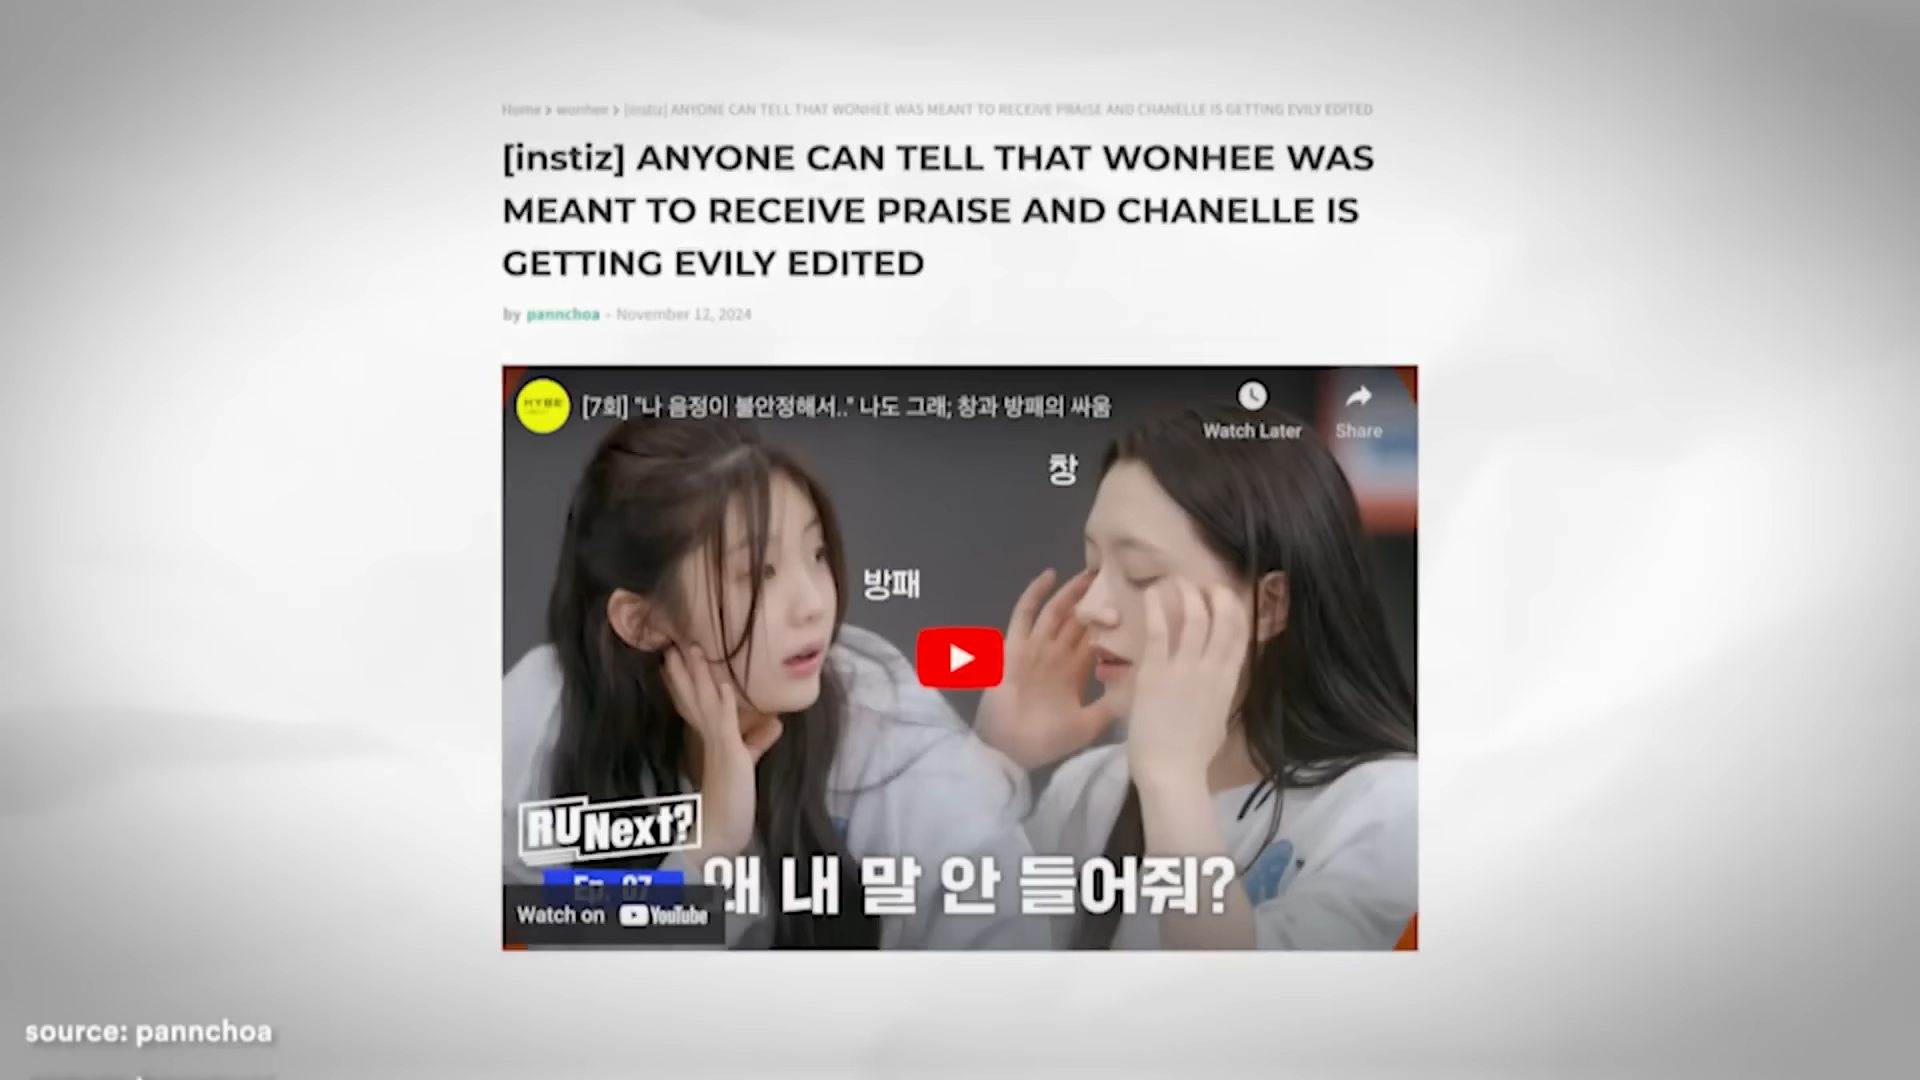 Home > wonhee > [instiz] ANYONE CAN TELL THAT WONHEE WAS MEANT TO RECEIVE PRAISE AND CHANELLE IS GETTING EVILY EDITED
[instiz] ANYONE CAN TELL THAT WONHEE WAS
MEANT TO RECEIVE PRAISE AND CHANELLE IS
GETTING EVILY EDITED
by pannchoa - November 12, 2024
HYBE
[7회] "나 음정이 불안정해서.." 나도 그래; 창과 방패의 싸움
Watch Later
Share
창
방패
RU Next?
Ep. 07
왜 내 말 안 들어줘?
Watch on YouTube
source: pannchoa